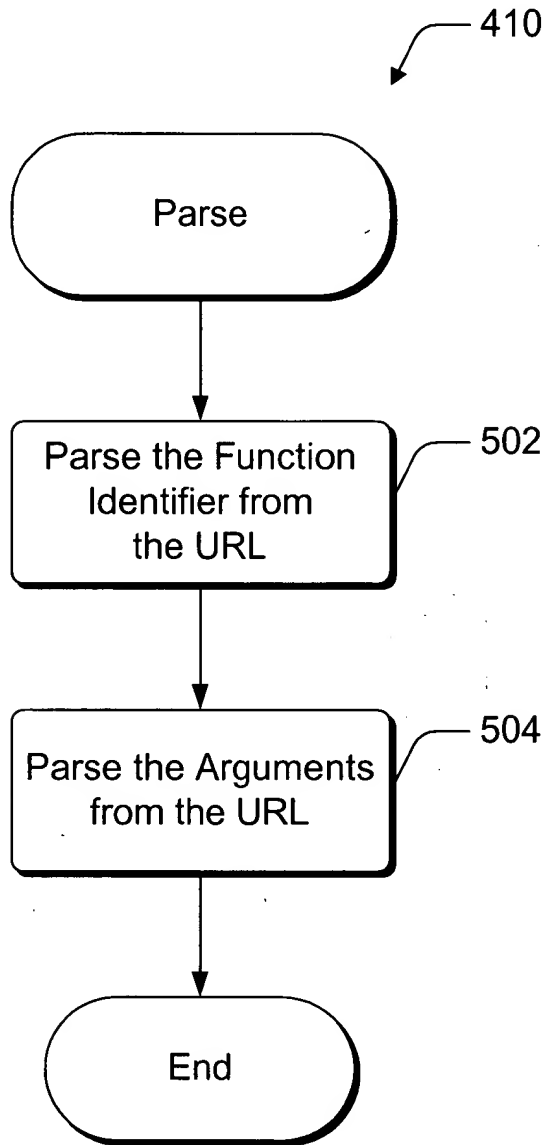 410
Parse
Parse the Function
Identifier from
the URL
502
Parse the Arguments
from the URL
504
End